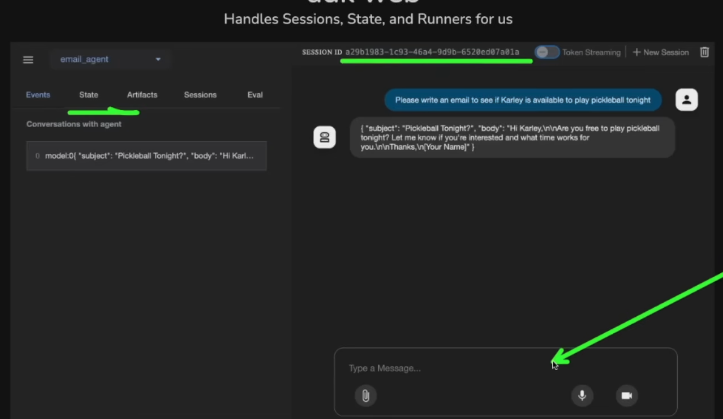 adk web
Handles Sessions, State, and Runners for us
email_agent
SESSION ID a29b1983-1c93-46a4-9d9b-6520ed07a01a
Token Streaming
+ New Session
Events State Artifacts Sessions Eval
Conversations with agent
0 model:0{ "subject": "Pickleball Tonight?", "body": "Hi Karl...
Please write an email to see if Karley is available to play pickleball tonight
{ "subject": "Pickleball Tonight?", "body": "Hi Karley,\n\nAre you free to play pickleball
tonight? Let me know if you're interested and what time works for
you.\n\nThanks,\n[Your Name]" }
Type a Message...